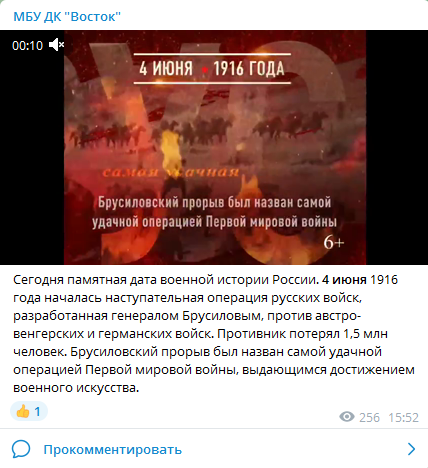 МБУ ДК "Восток"
00:10
4 ИЮНЯ 1916 ГОДА
самой удачной
Брусиловский прорыв был назван самой
удачной операцией Первой мировой войны
6+
Сегодня памятная дата военной истории России. 4 июня 1916
года началась наступательная операция русских войск,
разработанная генералом Брусиловым, против австро-
венгерских и германских войск. Противник потерял 1,5 млн
человек. Брусиловский прорыв был назван самой удачной
операцией Первой мировой войны, выдающимся достижением
военного искусства.
1
256 15:52
Прокомментировать